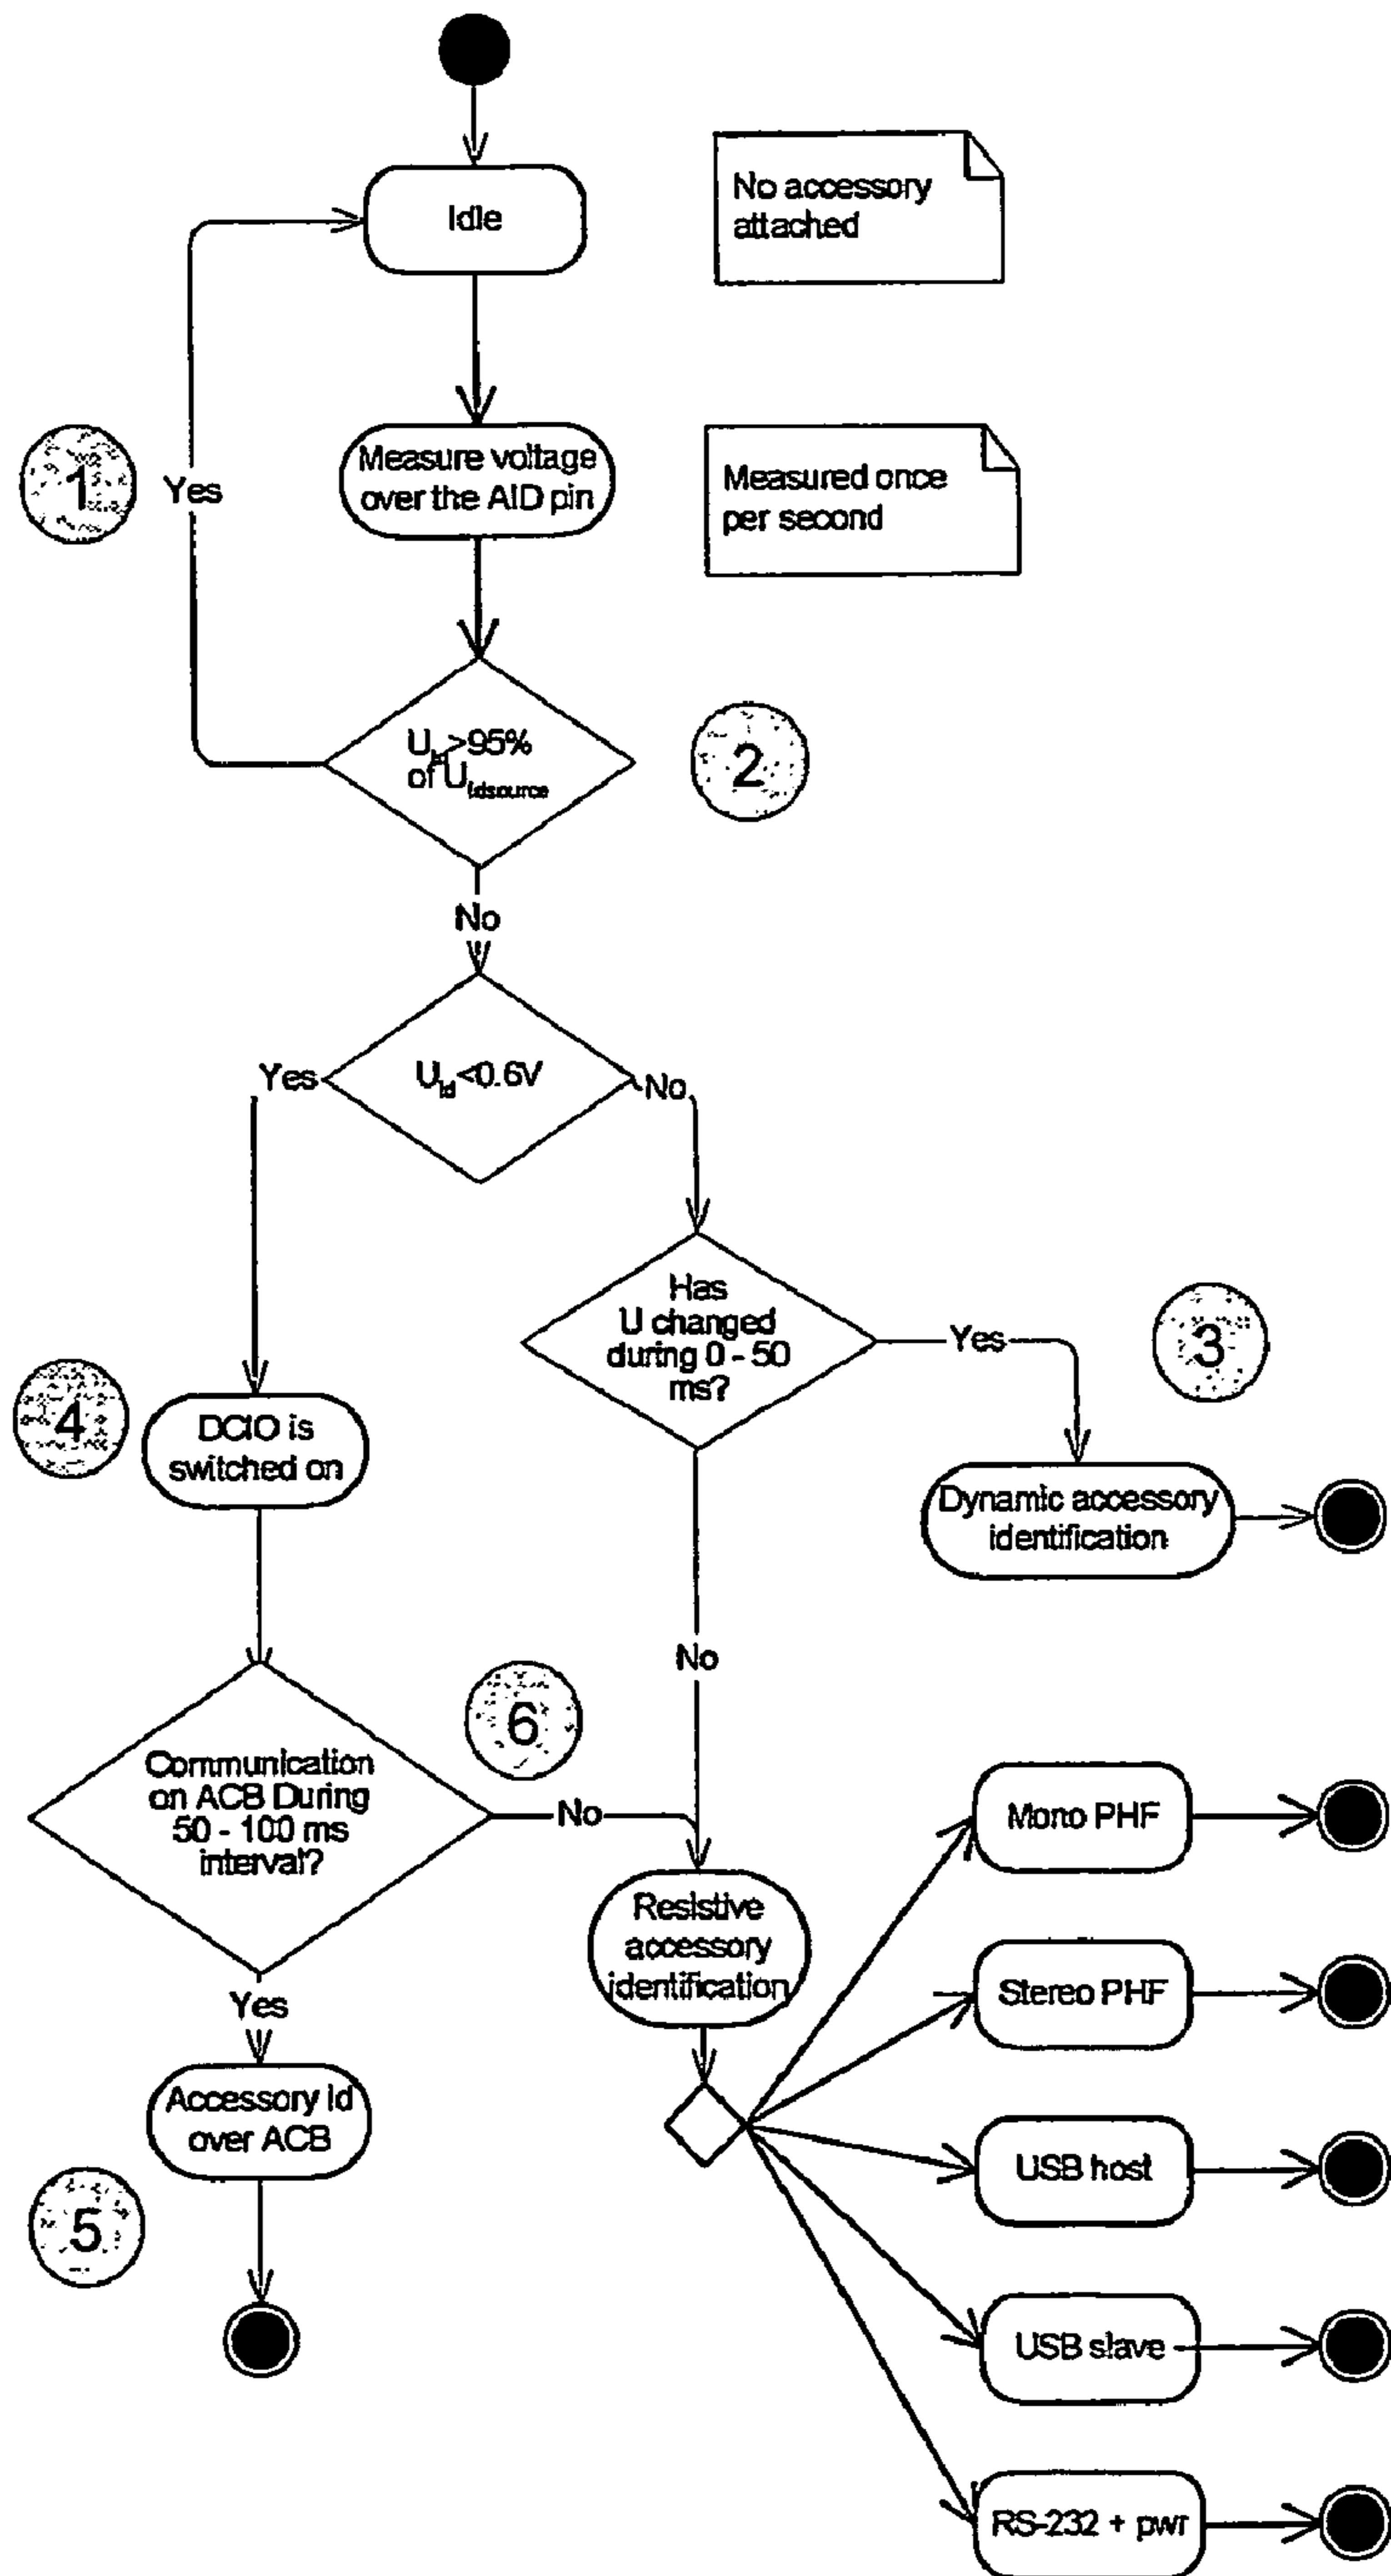 Idle
No accessory
attached
1
Yes
Measure voltage
over the AID pin
Measured once
per second
U_id>95%
of U_idsource
2
No
Yes
U_id<0.6V
No
Has
U changed
during 0 - 50
ms?
Yes
3
4
DCIO is
switched on
Dynamic accessory
identification
No
6
Communication
on ACB During
50 - 100 ms
interval?
No
Mono PHF
Resistive
accessory
identification
Stereo PHF
Yes
Accessory id
over ACB
USB host
5
USB slave
RS-232 + pwr